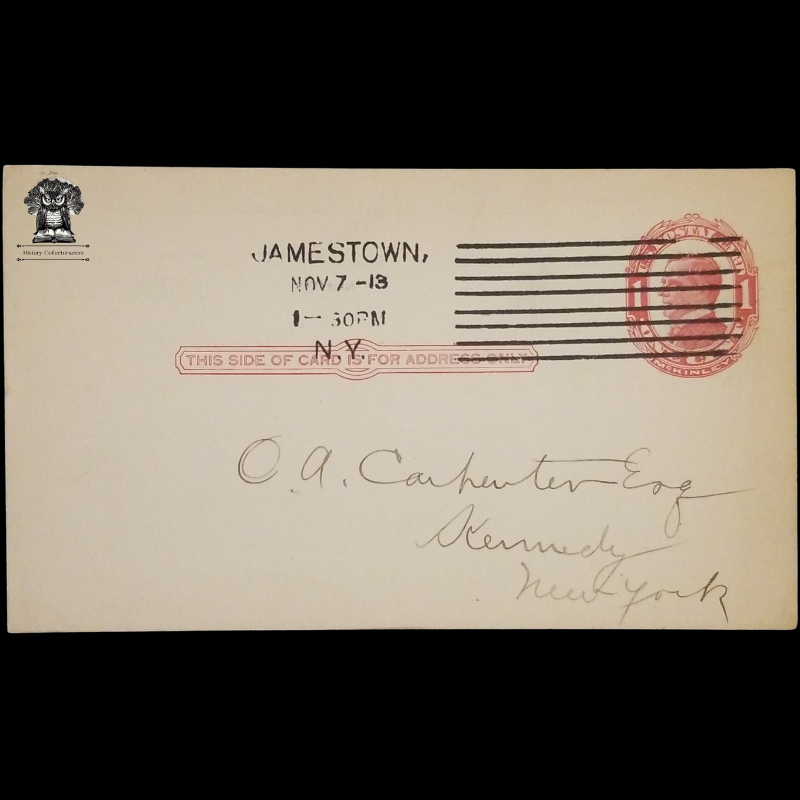 History-Collectors.com
JAMESTOWN,
NOV 7 -13
1- 30PM
N.Y.
1 1
McKINLEY
THIS SIDE OF CARD IS FOR ADDRESS ONLY
O. A. Carpenter Esq
Kennedy
New York